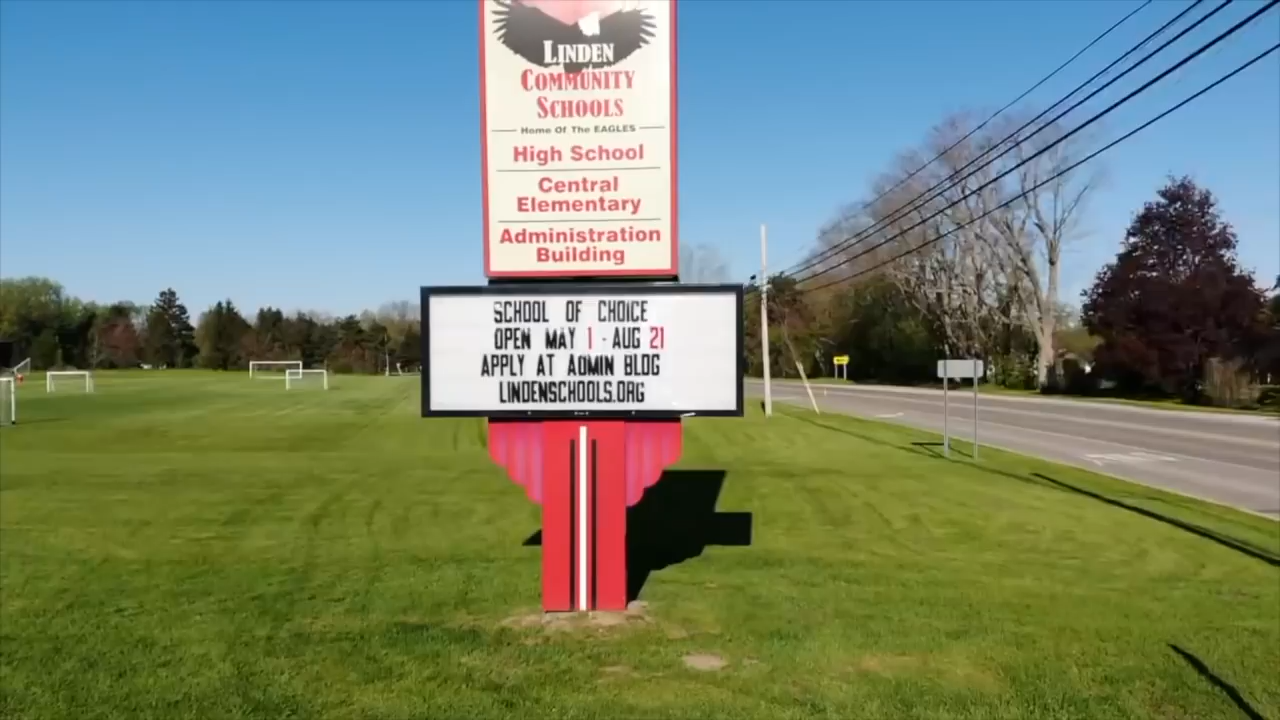 LINDEN
COMMUNITY
SCHOOLS
Home Of The EAGLES
High School
Central
Elementary
Administration
Building
SCHOOL OF CHOICE
OPEN MAY 1 - AUG 21
APPLY AT ADMIN BLDG
LINDENSCHOOLS.ORG